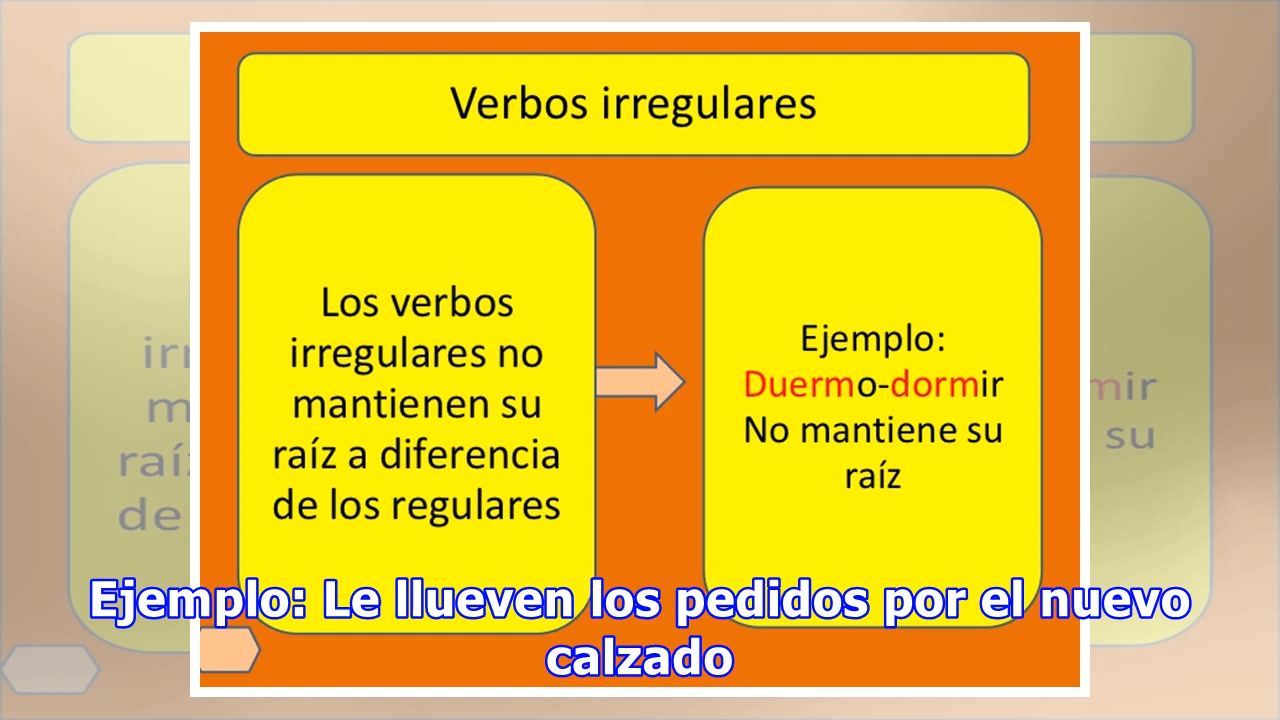 Verbos irregulares
Los verbos
irregulares no
mantienen su
raíz a diferencia
de los regulares
Ejemplo:
Duermo-dormir
No mantiene su
raíz
Ejemplo: Le llueven los pedidos por el nuevo
calzado